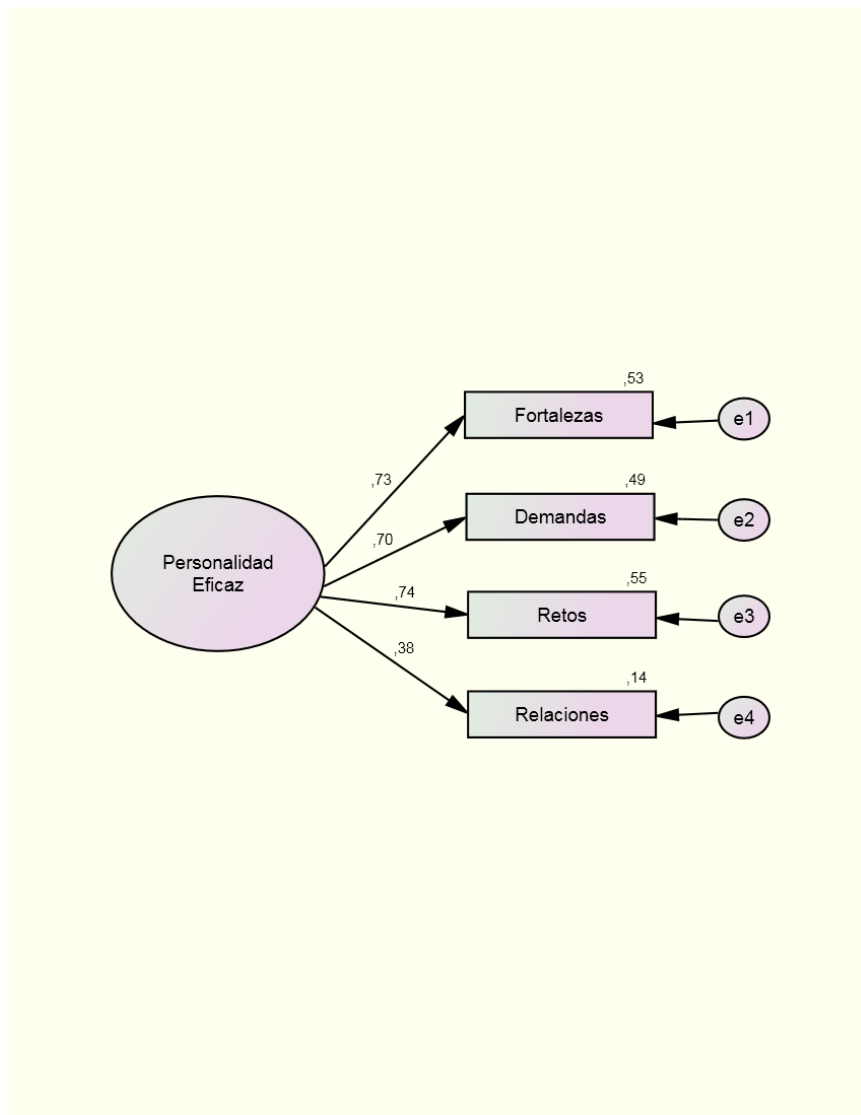 ,53
Fortalezas
e1
,73
,49
Demandas
e2
,70
Personalidad
Eficaz
,55
,74
Retos
e3
,38
,14
Relaciones
e4